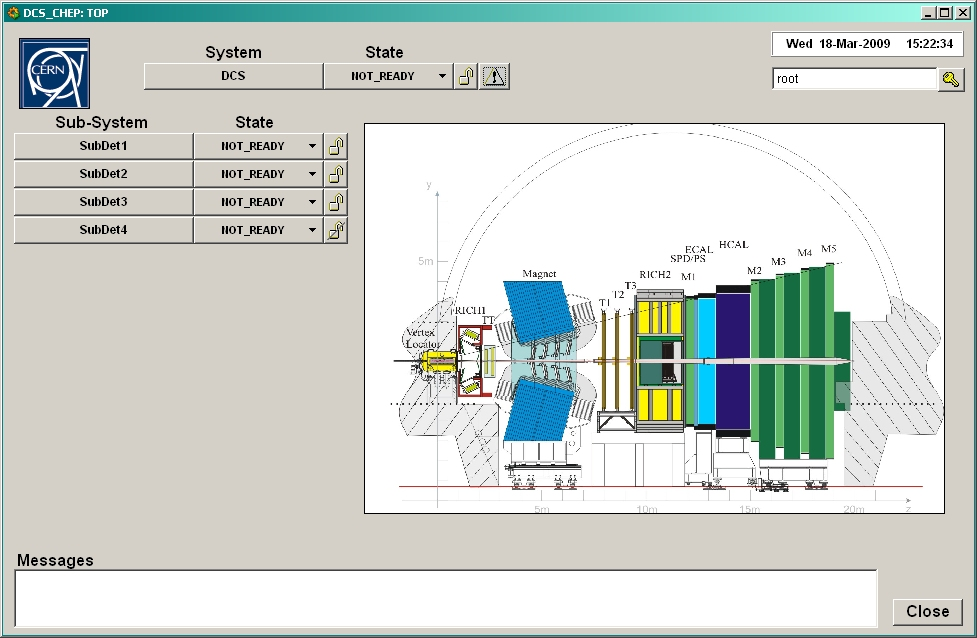 DCS_CHEP: TOP
CERN
System State
DCS NOT_READY
Wed 18-Mar-2009 15:22:34
root
Sub-System State
SubDet1 NOT_READY
SubDet2 NOT_READY
SubDet3 NOT_READY
SubDet4 NOT_READY
y
5m
Magnet
RICH1
TT
Vertex
Locator
T1
T2
T3
RICH2
SPD/PS
ECAL
HCAL
M1
M2
M3
M4
M5
5m 10m 15m 20m z
Messages
Close